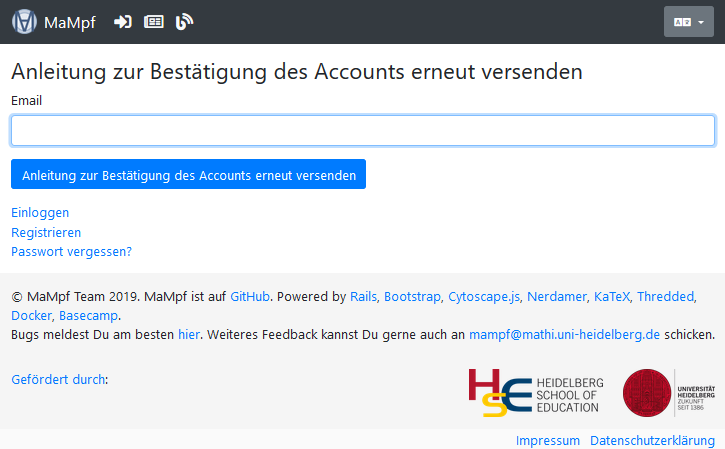 MaMpf
Anleitung zur Bestätigung des Accounts erneut versenden
Email
Anleitung zur Bestätigung des Accounts erneut versenden
Einloggen
Registrieren
Passwort vergessen?
© MaMpf Team 2019. MaMpf ist auf GitHub. Powered by Rails, Bootstrap, Cytoscape.js, Nerdamer, KaTeX, Thredded,
Docker, Basecamp.
Bugs meldest Du am besten hier. Weiteres Feedback kannst Du gerne auch an mampf@mathi.uni-heidelberg.de schicken.
Gefördert durch:
HSE
HEIDELBERG
SCHOOL OF
EDUCATION
UNIVERSITÄT
HEIDELBERG
ZUKUNFT
SEIT 1386
Impressum Datenschutzerklärung